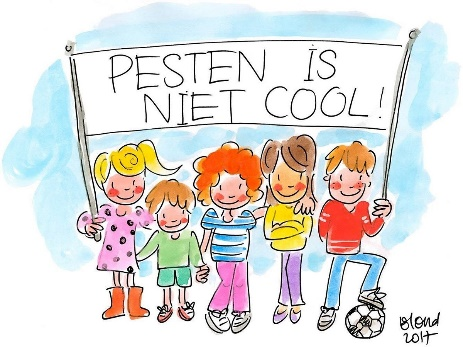 PESTEN IS
NIET COOL!
Blond
2017